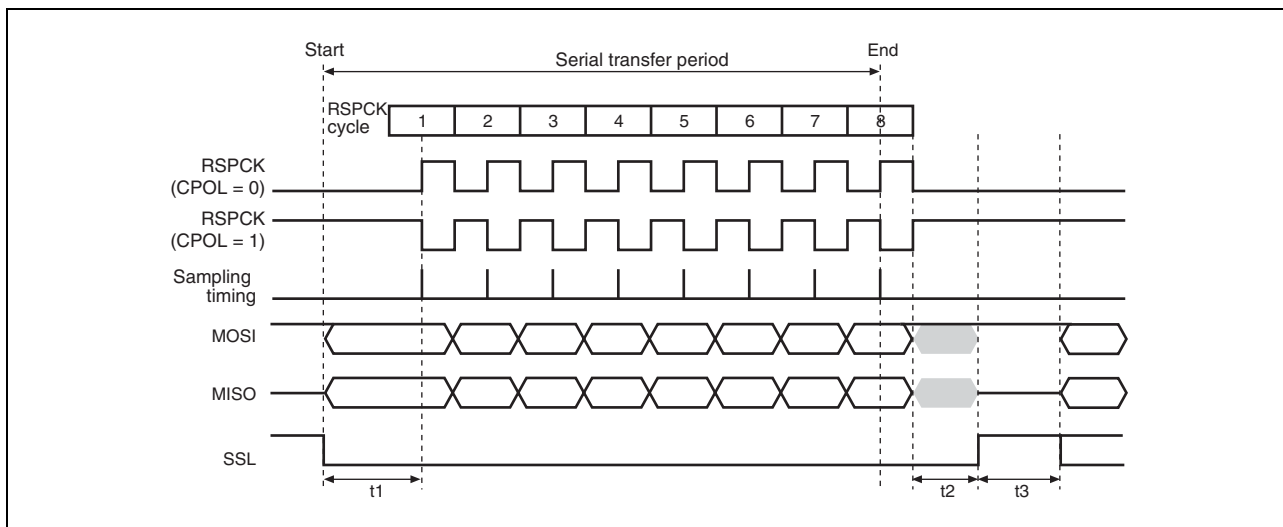 Start
End
Serial transfer period
RSPCK
cycle
1 2 3 4 5 6 7 8
RSPCK
(CPOL = 0)
RSPCK
(CPOL = 1)
Sampling
timing
MOSI
MISO
SSL
t1
t2
t3